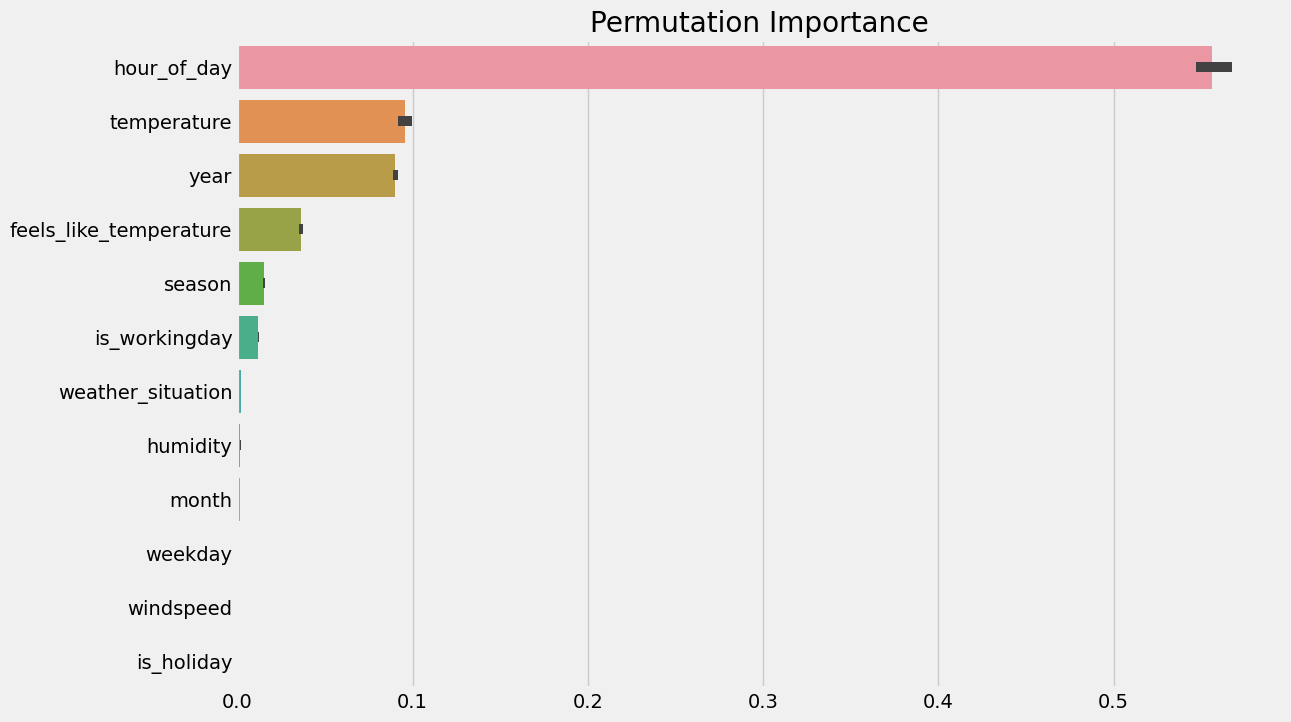 Permutation Importance
hour_of_day
temperature
year
feels_like_temperature
season
is_workingday
weather_situation
humidity
month
weekday
windspeed
is_holiday
0.0 0.1 0.2 0.3 0.4 0.5